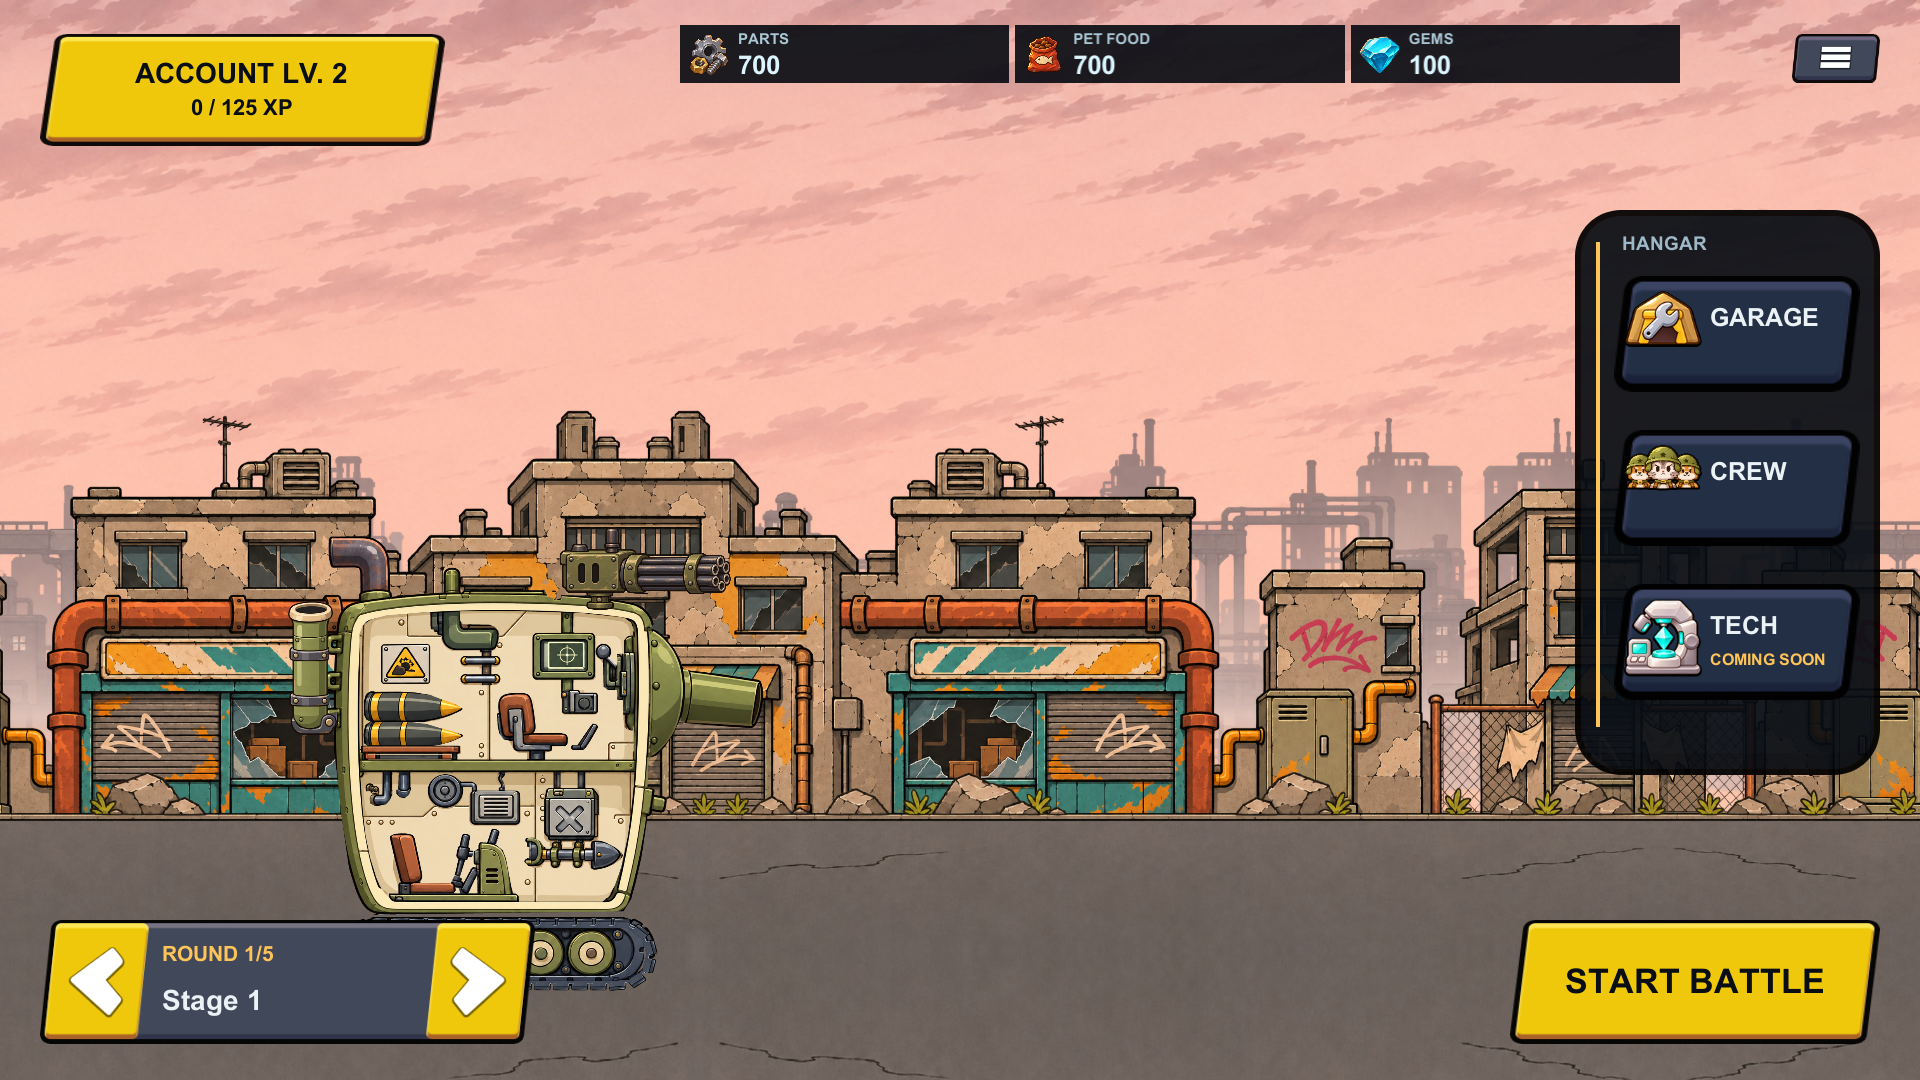 ACCOUNT LV. 2
0 / 125 XP
PARTS
700
PET FOOD
700
GEMS
100
HANGAR
GARAGE
CREW
TECH
COMING SOON
ROUND 1/5
Stage 1
START BATTLE